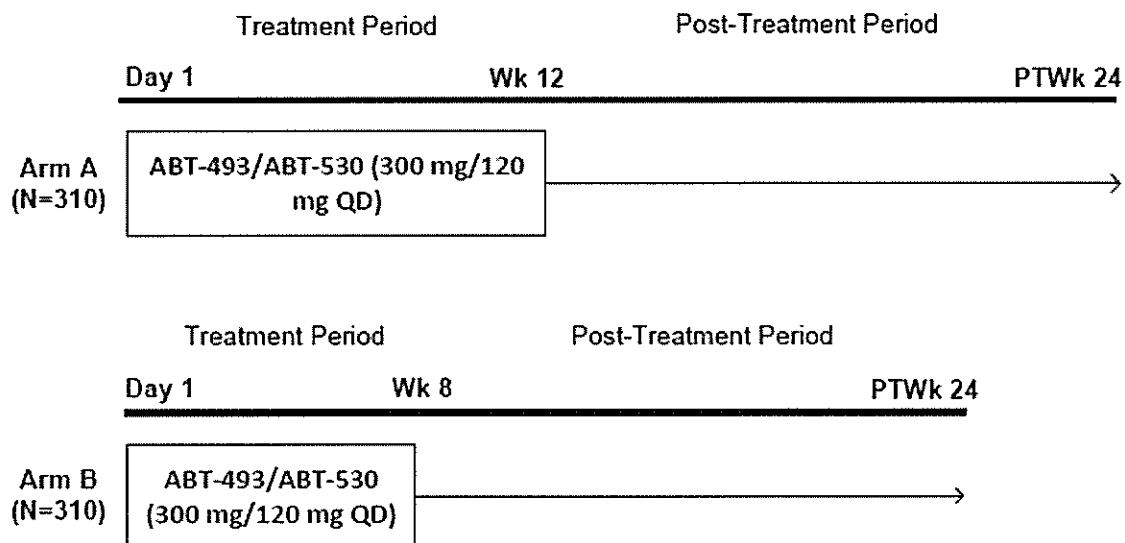 Treatment Period Post-Treatment Period
Day 1 Wk 12 PTWk 24
Arm A
(N=310)
ABT-493/ABT-530 (300 mg/120
mg QD)
Treatment Period Post-Treatment Period
Day 1 Wk 8 PTWk 24
Arm B
(N=310)
ABT-493/ABT-530
(300 mg/120 mg QD)